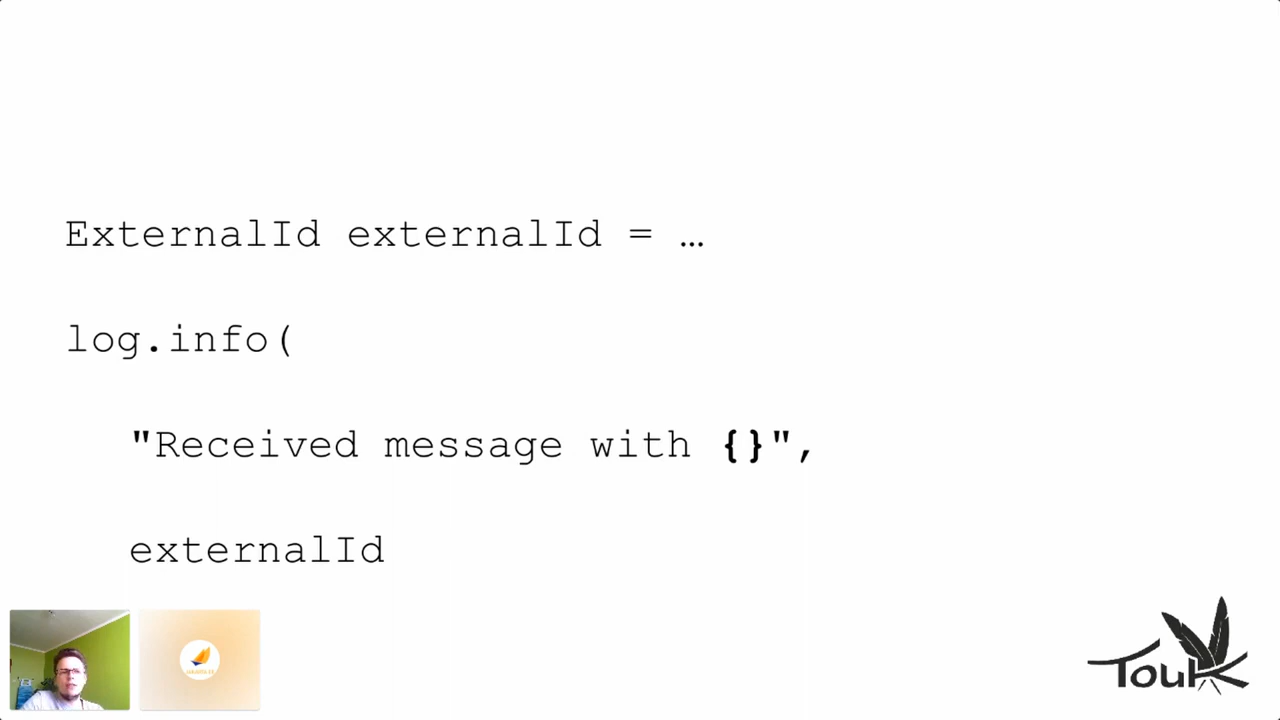 ExternalId externalId = …
log.info(
"Received message with {}",
externalId
TouK